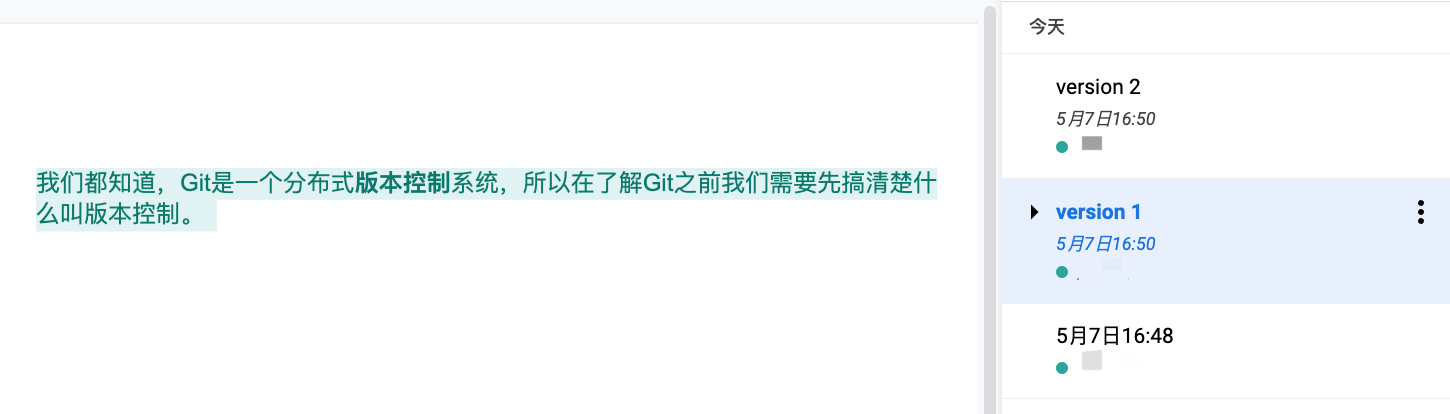 我们都知道，Git是一个分布式版本控制系统，所以在了解Git之前我们需要先搞清楚什
么叫版本控制。
今天
version 2
5月7日16:50
version 1
5月7日16:50
5月7日16:48